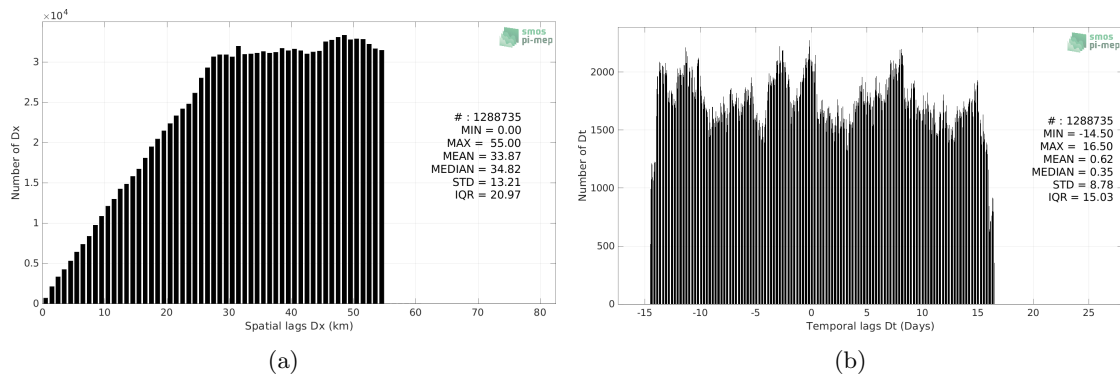 ×10⁴
smos
pi-mep
3
2.5
2
1.5
1
0.5
0
Number of Dx
# : 1288735
MIN = 0.00
MAX = 55.00
MEAN = 33.87
MEDIAN = 34.82
STD = 13.21
IQR = 20.97
0 10 20 30 40 50 60 70 80
Spatial lags Dx (km)
(a)
smos
pi-mep
2000
1500
1000
500
0
Number of Dt
# : 1288735
MIN = -14.50
MAX = 16.50
MEAN = 0.62
MEDIAN = 0.35
STD = 8.78
IQR = 15.03
-15 -10 -5 0 5 10 15 20 25
Temporal lags Dt (Days)
(b)